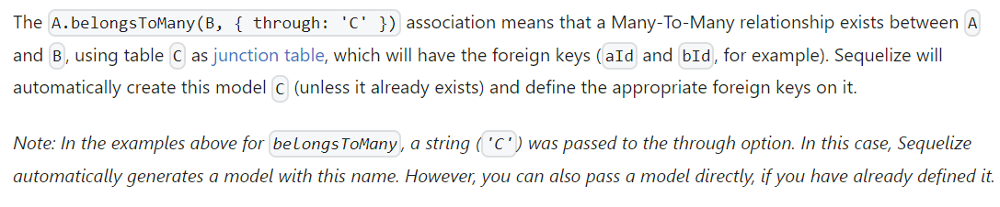 The A.belongsToMany(B, { through: 'C' }) association means that a Many-To-Many relationship exists between A
and B, using table C as junction table, which will have the foreign keys (aId and bId, for example). Sequelize will
automatically create this model C (unless it already exists) and define the appropriate foreign keys on it.
Note: In the examples above for belongsToMany, a string ('C') was passed to the through option. In this case, Sequelize
automatically generates a model with this name. However, you can also pass a model directly, if you have already defined it.